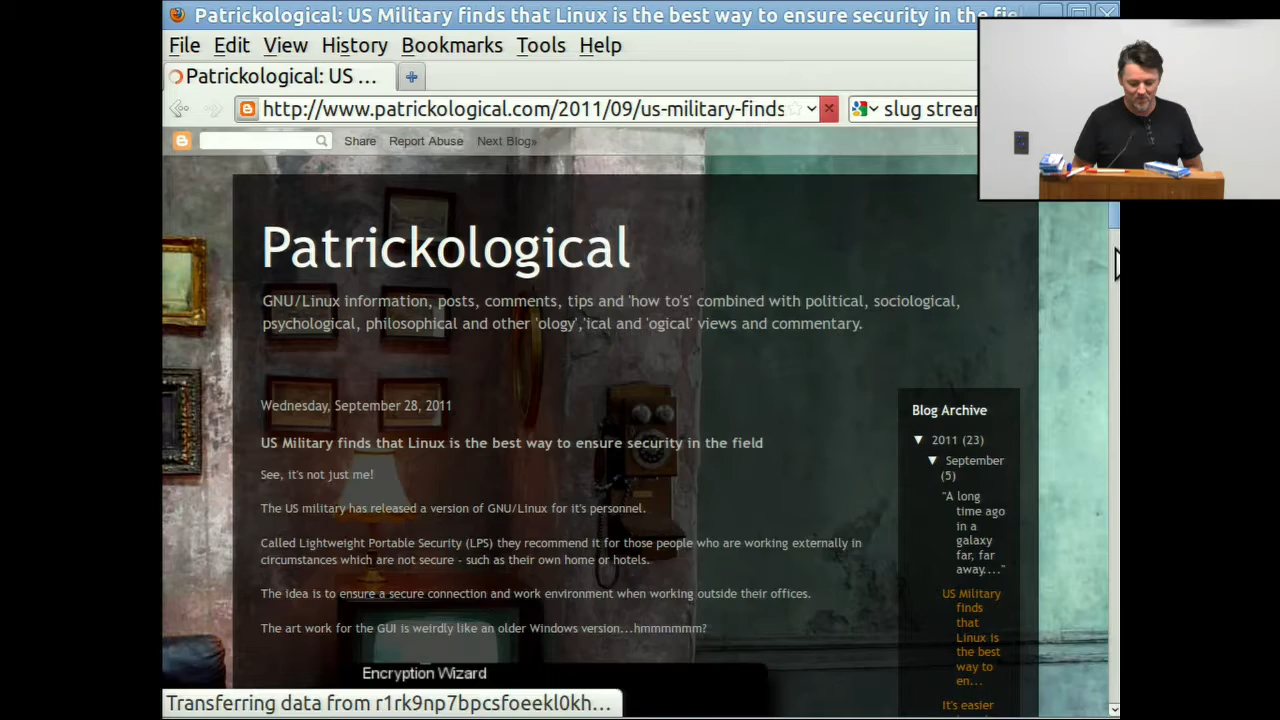 Patrickological: US Military finds that Linux is the best way to ensure security in the
File Edit View History Bookmarks Tools Help
Patrickological: US ...
http://www.patrickological.com/2011/09/us-military-finds
slug strear
Share Report Abuse Next Blog»
Patrickological
GNU/Linux information, posts, comments, tips and 'how to's' combined with political, sociological,
psychological, philosophical and other 'ology','ical and 'ogical' views and commentary.
Wednesday, September 28, 2011
US Military finds that Linux is the best way to ensure security in the field
See, it's not just me!
The US military has released a version of GNU/Linux for it's personnel.
Called Lightweight Portable Security (LPS) they recommend it for those people who are working externally in
circumstances which are not secure - such as their own home or hotels.
The idea is to ensure a secure connection and work environment when working outside their offices.
The art work for the GUI is weirdly like an older Windows version...hmmmmmm?
Encryption Wizard
Blog Archive
▼ 2011 (23)
▼ September
(5)
"A long
time ago
in a
galaxy
far, far
away...."
US Military
finds
that
Linux is
the best
way to
en...
It's easier
Transferring data from r1rk9np7bpcsfoeekl0kh...